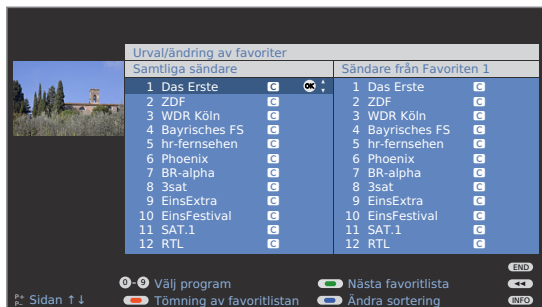 Urval/ändring av favoriter
Samtliga sändare Sändare från Favoriten 1
1 Das Erste C OK 1 Das Erste C
2 ZDF C 2 ZDF C
3 WDR Köln C 3 WDR Köln C
4 Bayrisches FS C 4 Bayrisches FS C
5 hr-fernsehen C 5 hr-fernsehen C
6 Phoenix C 6 Phoenix C
7 BR-alpha C 7 BR-alpha C
8 3sat C 8 3sat C
9 EinsExtra C 9 EinsExtra C
10 EinsFestival C 10 EinsFestival C
11 SAT.1 C 11 SAT.1 C
12 RTL C 12 RTL C
END
0-9 Välj program Nästa favoritlista
P+ P- Sidan ↑↓ Tömning av favoritlistan Ändra sortering INFO